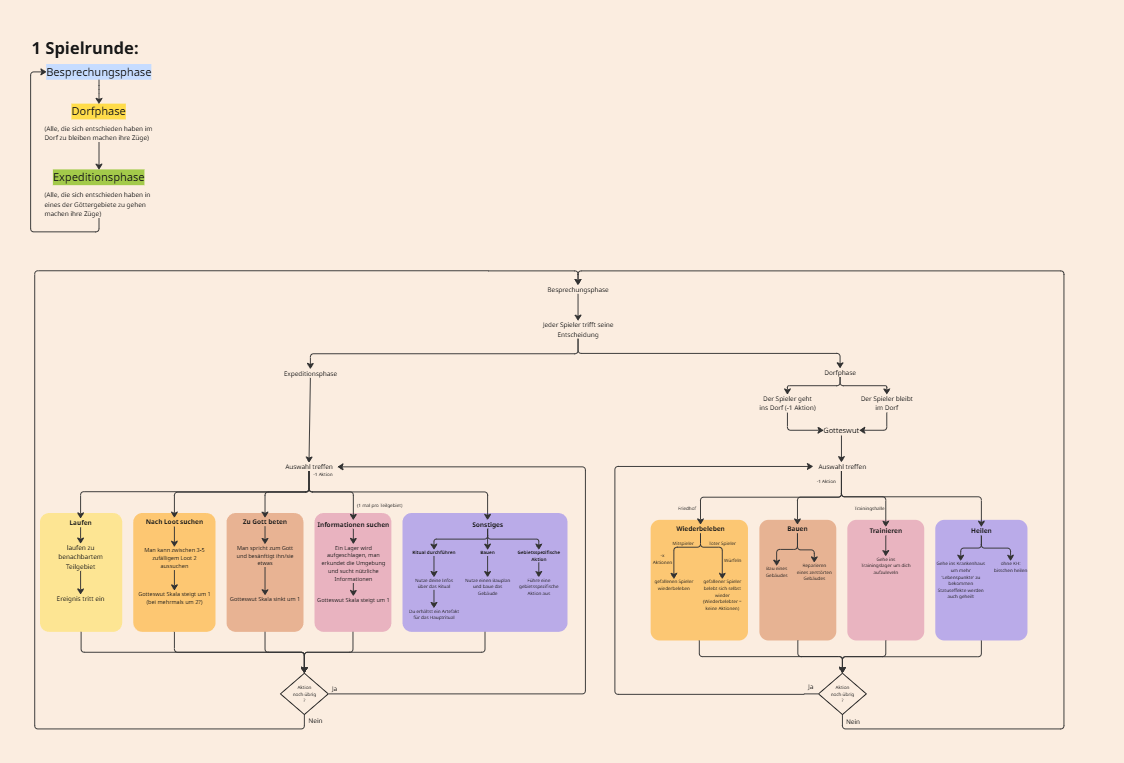 1 Spielrunde:
Besprechungsphase
Dorfphase
(Alle, die sich entschieden haben im
Dorf zu bleiben machen ihre Züge)
Expeditionsphase
(Alle, die sich entschieden haben in
eines der Göttergebiete zu gehen
machen ihre Züge)
Besprechungsphase
Jeder Spieler trifft seine
Entscheidung
Expeditionsphase
Dorfphase
Der Spieler geht
ins Dorf (-1 Aktion)
Der Spieler bleibt
im Dorf
Gotteswut
Auswahl treffen
-1 Aktion
(1 mal pro Teilgebiet)
Laufen
laufen zu
benachbartem
Teilgebiet
Ereignis tritt ein
Nach Loot suchen
Man kann zwischen 3-5
zufälligem Loot 2
aussuchen
Gotteswut Skala steigt um 1
(bei mehrmals um 2?)
Zu Gott beten
Man spricht zum Gott
und besänftigt ihn/sie
etwas
Gotteswut Skala sinkt um 1
Informationen suchen
Ein Lager wird
aufgeschlagen, man
erkundet die Umgebung
und sucht nützliche
Informationen
Gotteswut Skala steigt um 1
Sonstiges
Ritual durchführen
Nutze deine Infos
über das Ritual
Du erhältst ein Artefakt
für das Hauptritual
Bauen
Nutze einen Bauplan
und baue das
Gebäude
Gebietspezifische
Aktion
Führe eine
gebietsspezifische
Aktion aus
Aktion
noch übrig
?
Ja
Nein
Auswahl treffen
-1 Aktion
Friedhof
Trainingshalle
Wiederbeleben
Mitspieler
toter Spieler
Aktionen
Würfeln
gefallenen Spieler
wiederbeleben
gefallener Spieler
belebt sich selbst
wieder
(Wiederbelebter =
keine Aktionen)
Bauen
Bau eines
Gebäudes
Reparieren
eines zerstörten
Gebäudes
Trainieren
Gehe ins
Trainingslager um dich
aufzuleveln
Heilen
Gehe ins Krankenhaus
um mehr
"Lebenspunkte" zu
bekommen
Statuseffekte werden
auch geheilt
heilen
Aktion
noch übrig
?
Ja
Nein